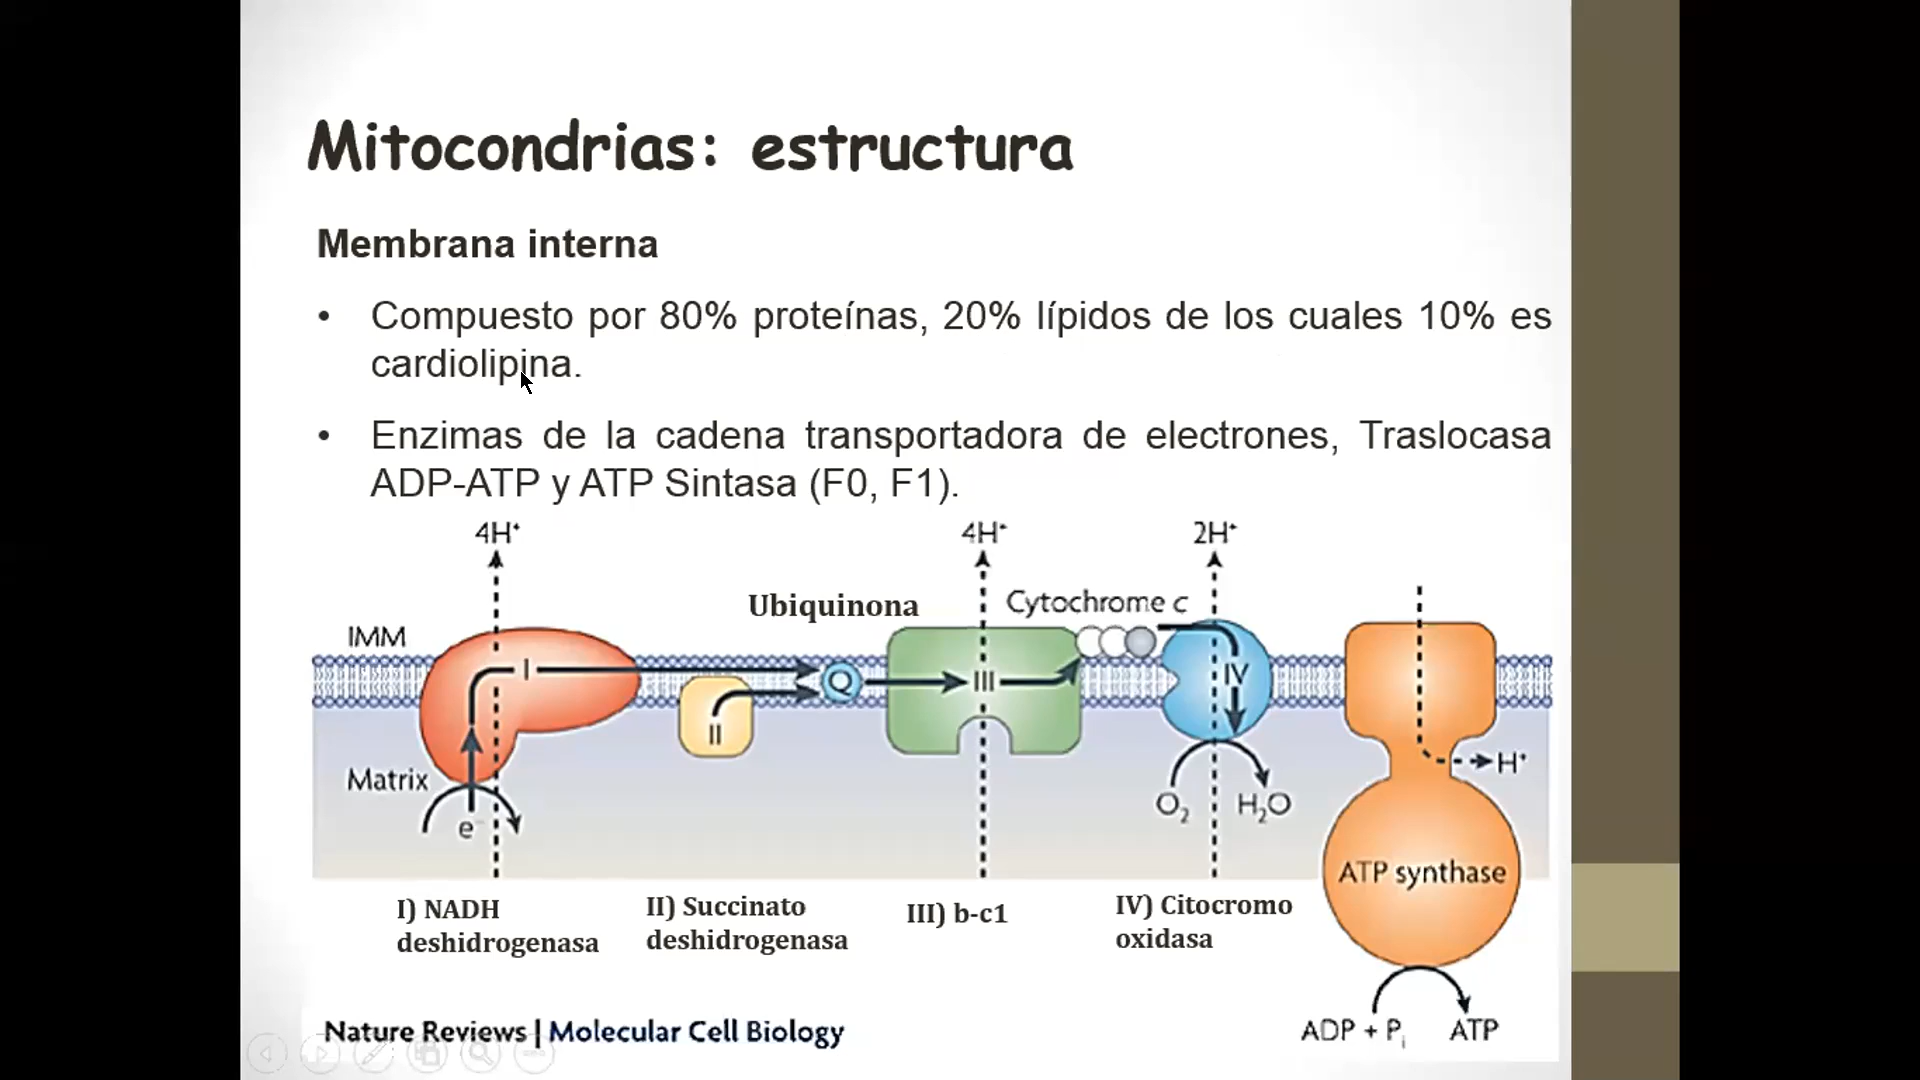 Mitocondrias: estructura
Membrana interna
• Compuesto por 80% proteínas, 20% lípidos de los cuales 10% es
cardiolipina.
• Enzimas de la cadena transportadora de electrones, Traslocasa
ADP-ATP y ATP Sintasa (F0, F1).
4H⁺
4H⁺
2H⁺
Ubiquinona
Cytochrome c
IMM
I
Q
III
IV
II
Matrix
e⁻
O₂
H₂O
H⁺
ATP synthase
I) NADH
deshidrogenasa
II) Succinato
deshidrogenasa
III) b-c1
IV) Citocromo
oxidasa
ADP + Pᵢ
ATP
Nature Reviews | Molecular Cell Biology